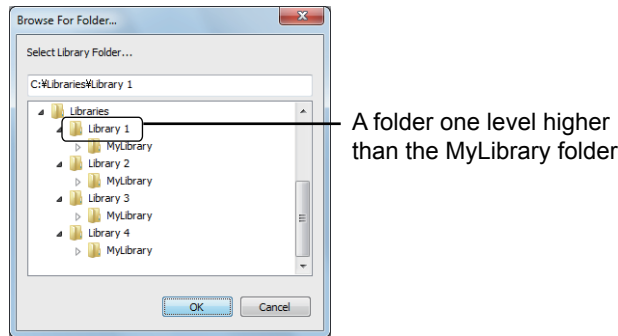 Browse For Folder...
Select Library Folder...
C:¥Libraries¥Library 1
Libraries
Library 1
MyLibrary
Library 2
MyLibrary
Library 3
MyLibrary
Library 4
MyLibrary
OK Cancel
A folder one level higher
than the MyLibrary folder